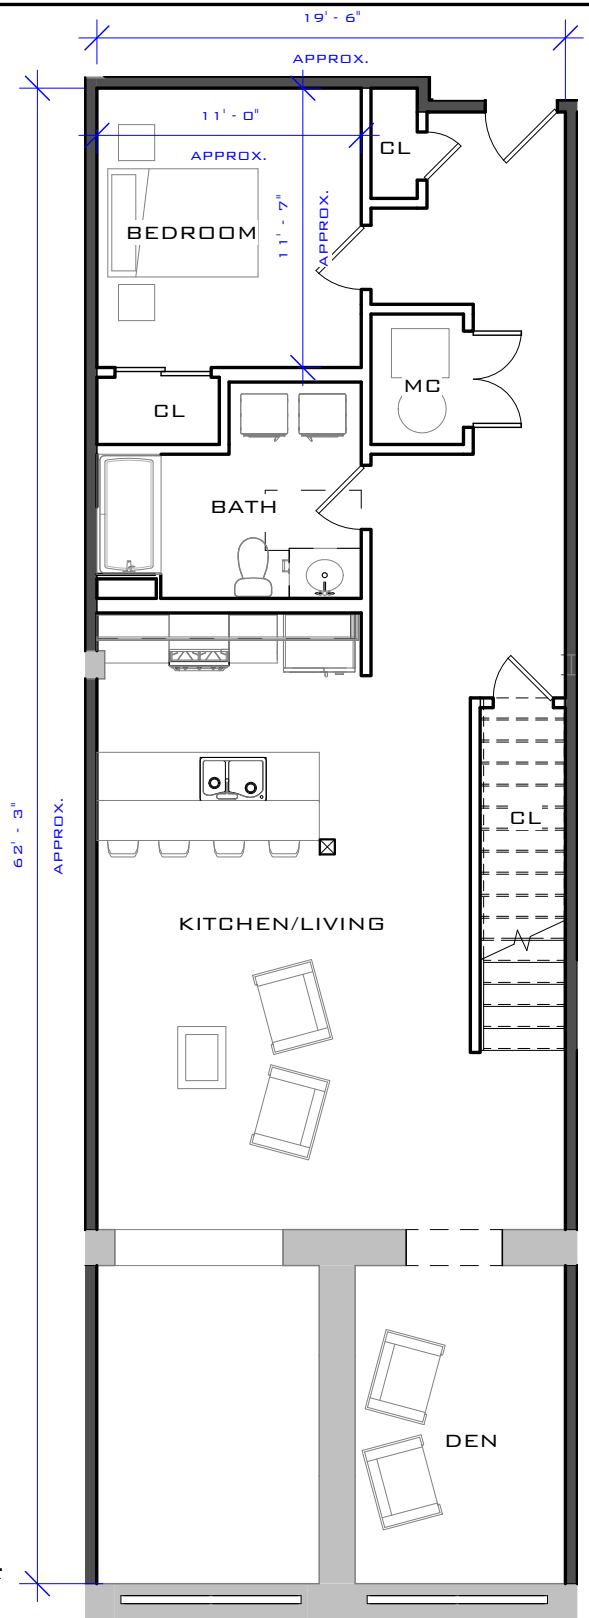 19' - 6"
APPROX.
11' - 0"
APPROX.
CL
11' - 7"
APPROX.
BEDROOM
MC
CL
BATH
62' - 3"
APPROX.
CL
KITCHEN/LIVING
DEN